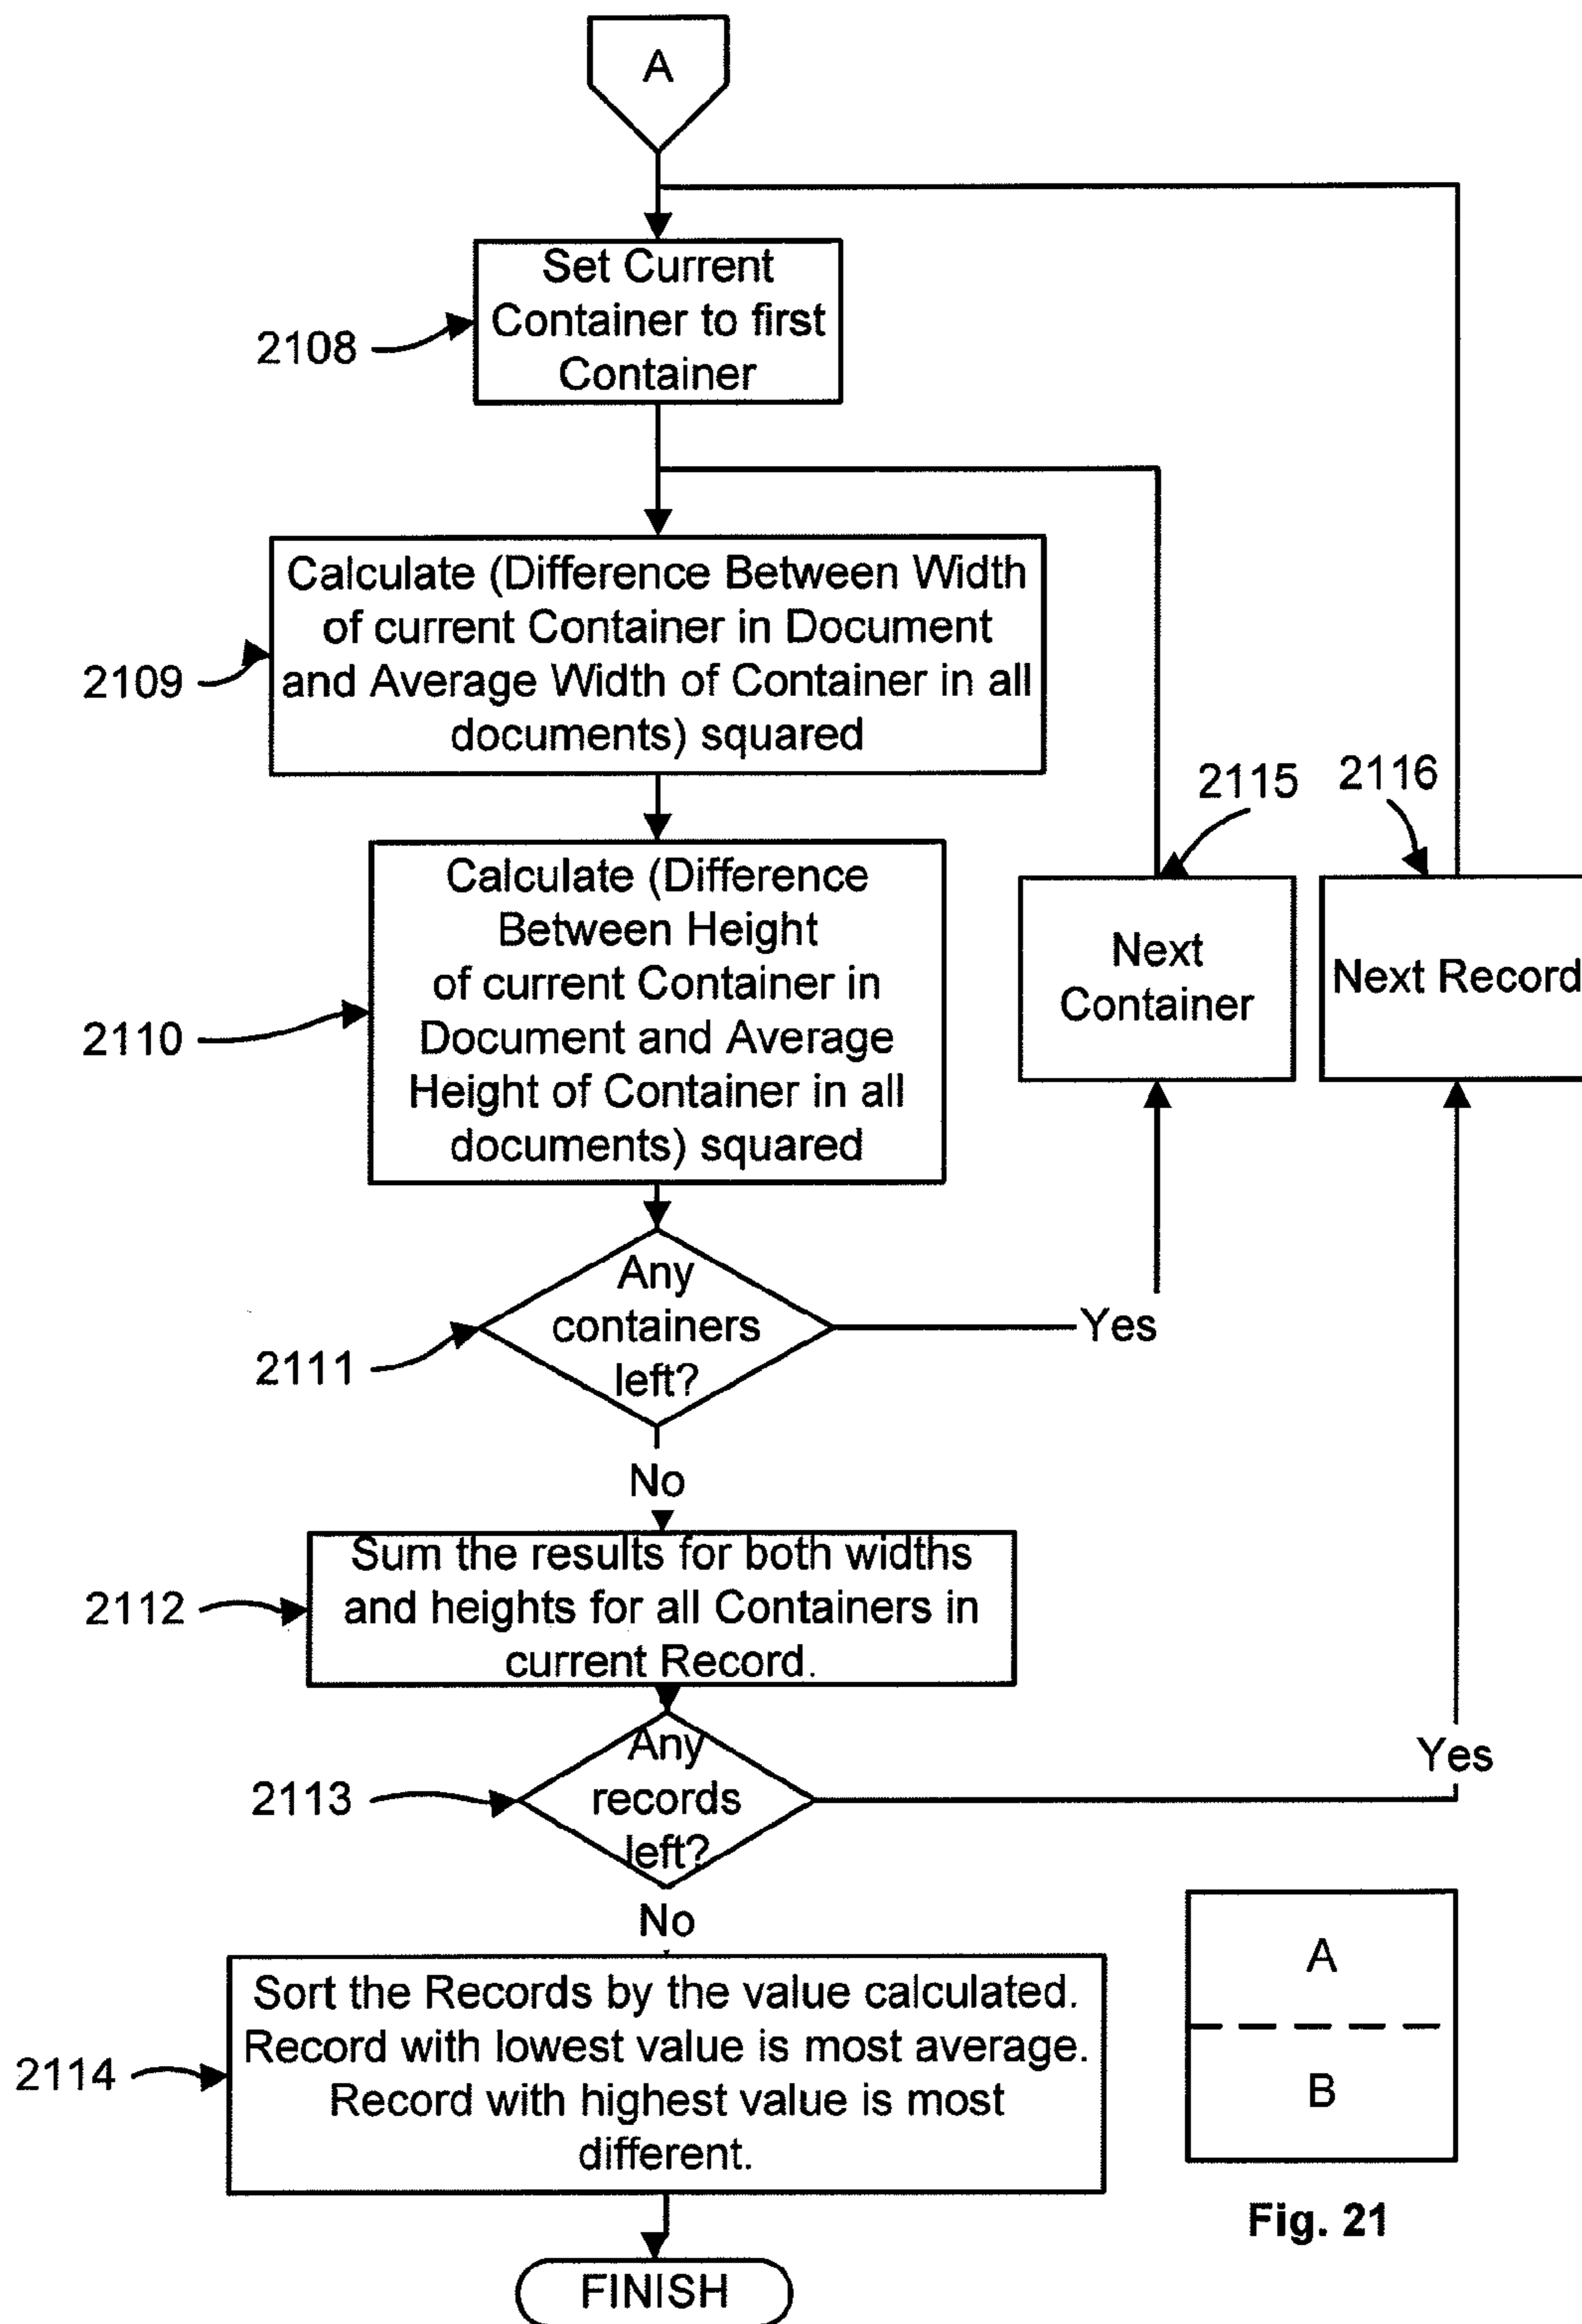 A
Set Current
Container to first
Container
2108
Calculate (Difference Between Width
of current Container in Document
and Average Width of Container in all
documents) squared
2109
2115
2116
Calculate (Difference
Between Height
of current Container in
Document and Average
Height of Container in all
documents) squared
2110
Next
Container
Next Record
Any
containers
left?
2111
Yes
No
Sum the results for both widths
and heights for all Containers in
current Record.
2112
Any
records
left?
2113
Yes
No
Sort the Records by the value calculated.
Record with lowest value is most average.
Record with highest value is most
different.
2114
A
B
Fig. 21
FINISH